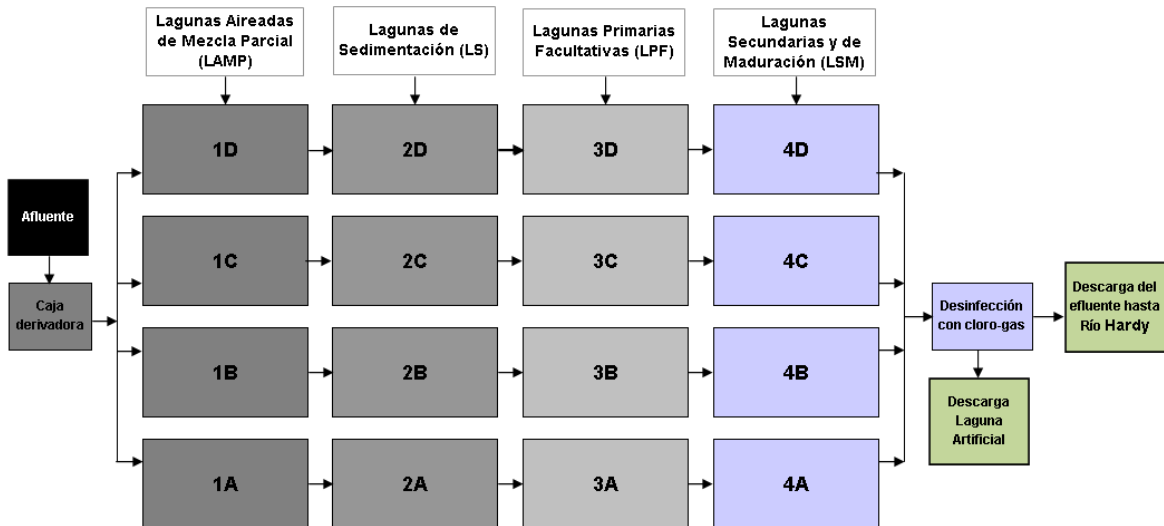 Lagunas Aireadas
de Mezcla Parcial
(LAMP)
Lagunas de
Sedimentación (LS)
Lagunas Primarias
Facultativas (LPF)
Lagunas
Secundarias y de
Maduración (LSM)
1D
2D
3D
4D
Afluente
1C
2C
3C
4C
Caja
derivadora
Desinfección
con cloro-gas
Descarga del
efluente hasta
Río Hardy
1B
2B
3B
4B
Descarga
Laguna
Artificial
1A
2A
3A
4A